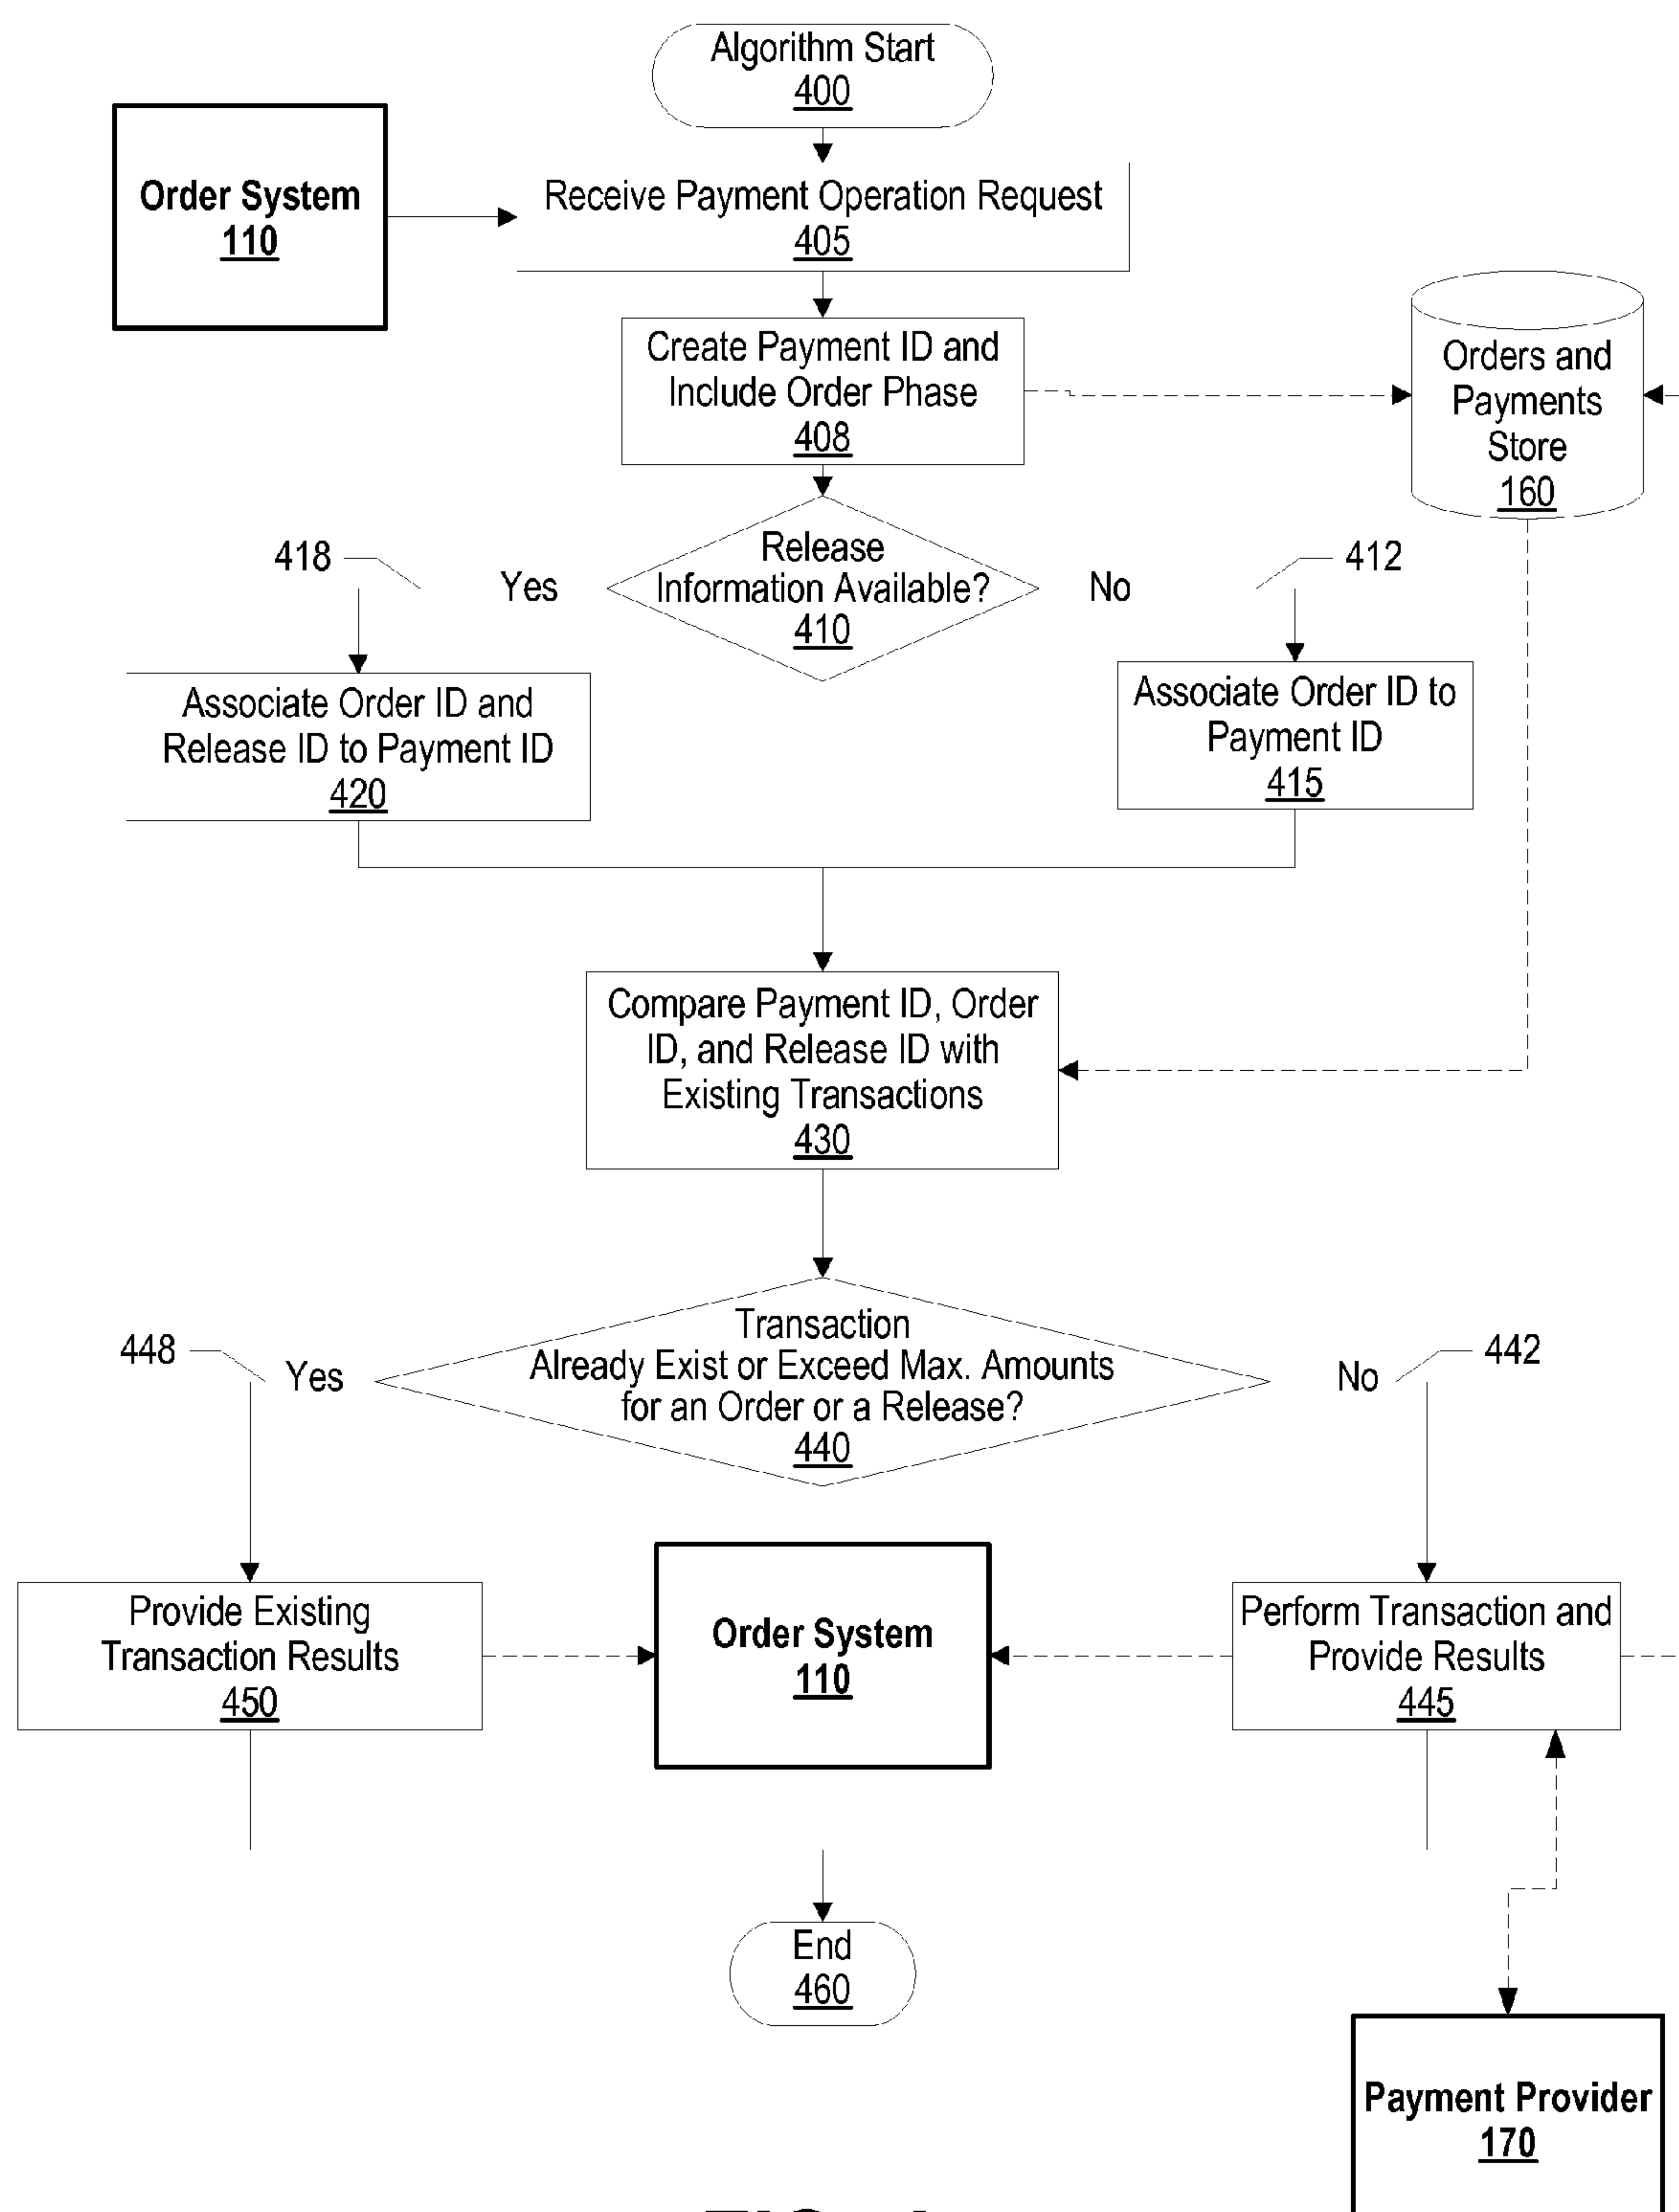 Algorithm Start
400
Order System
110
Receive Payment Operation Request
405
Create Payment ID and
Include Order Phase
408
Orders and
Payments
Store
160
418
Yes
Release
Information Available?
410
No
412
Associate Order ID and
Release ID to Payment ID
420
Associate Order ID to
Payment ID
415
Compare Payment ID, Order
ID, and Release ID with
Existing Transactions
430
448
Yes
Transaction
Already Exist or Exceed Max. Amounts
for an Order or a Release?
440
No
442
Provide Existing
Transaction Results
450
Order System
110
Perform Transaction and
Provide Results
445
End
460
Payment Provider
170